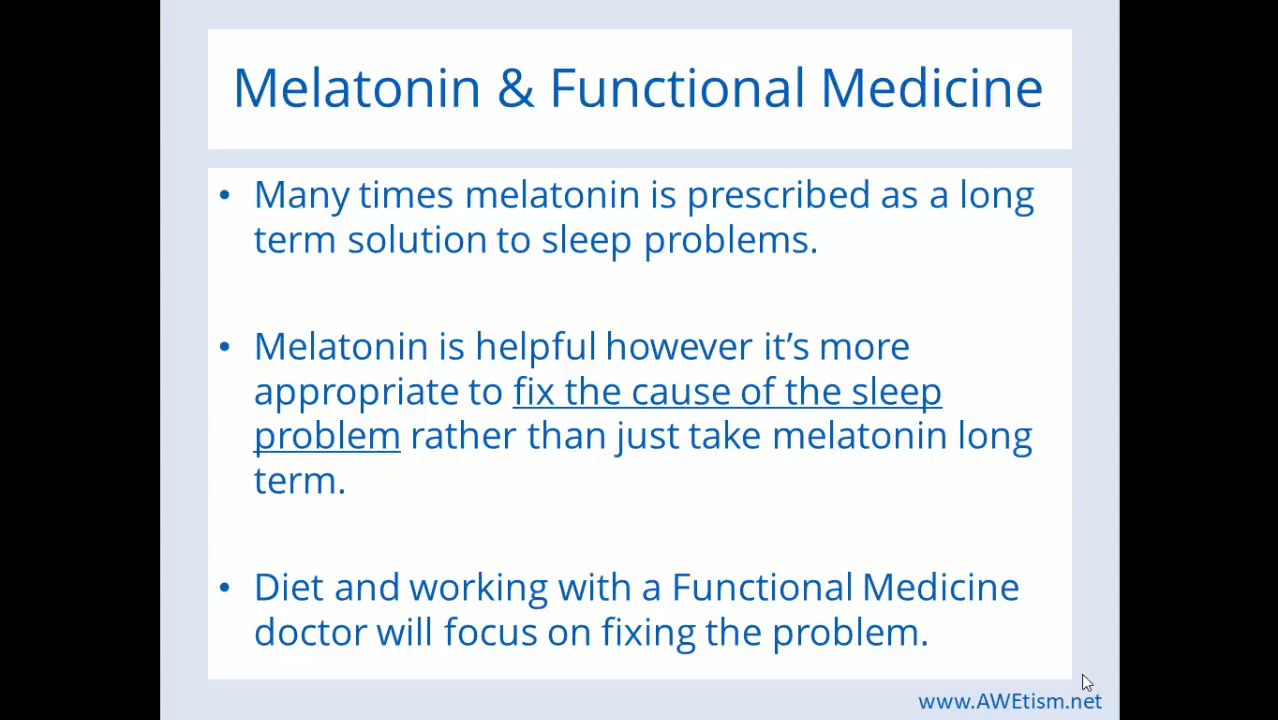 Melatonin & Functional Medicine
• Many times melatonin is prescribed as a long
term solution to sleep problems.
• Melatonin is helpful however it’s more
appropriate to fix the cause of the sleep
problem rather than just take melatonin long
term.
• Diet and working with a Functional Medicine
doctor will focus on fixing the problem.
www.AWEtism.net